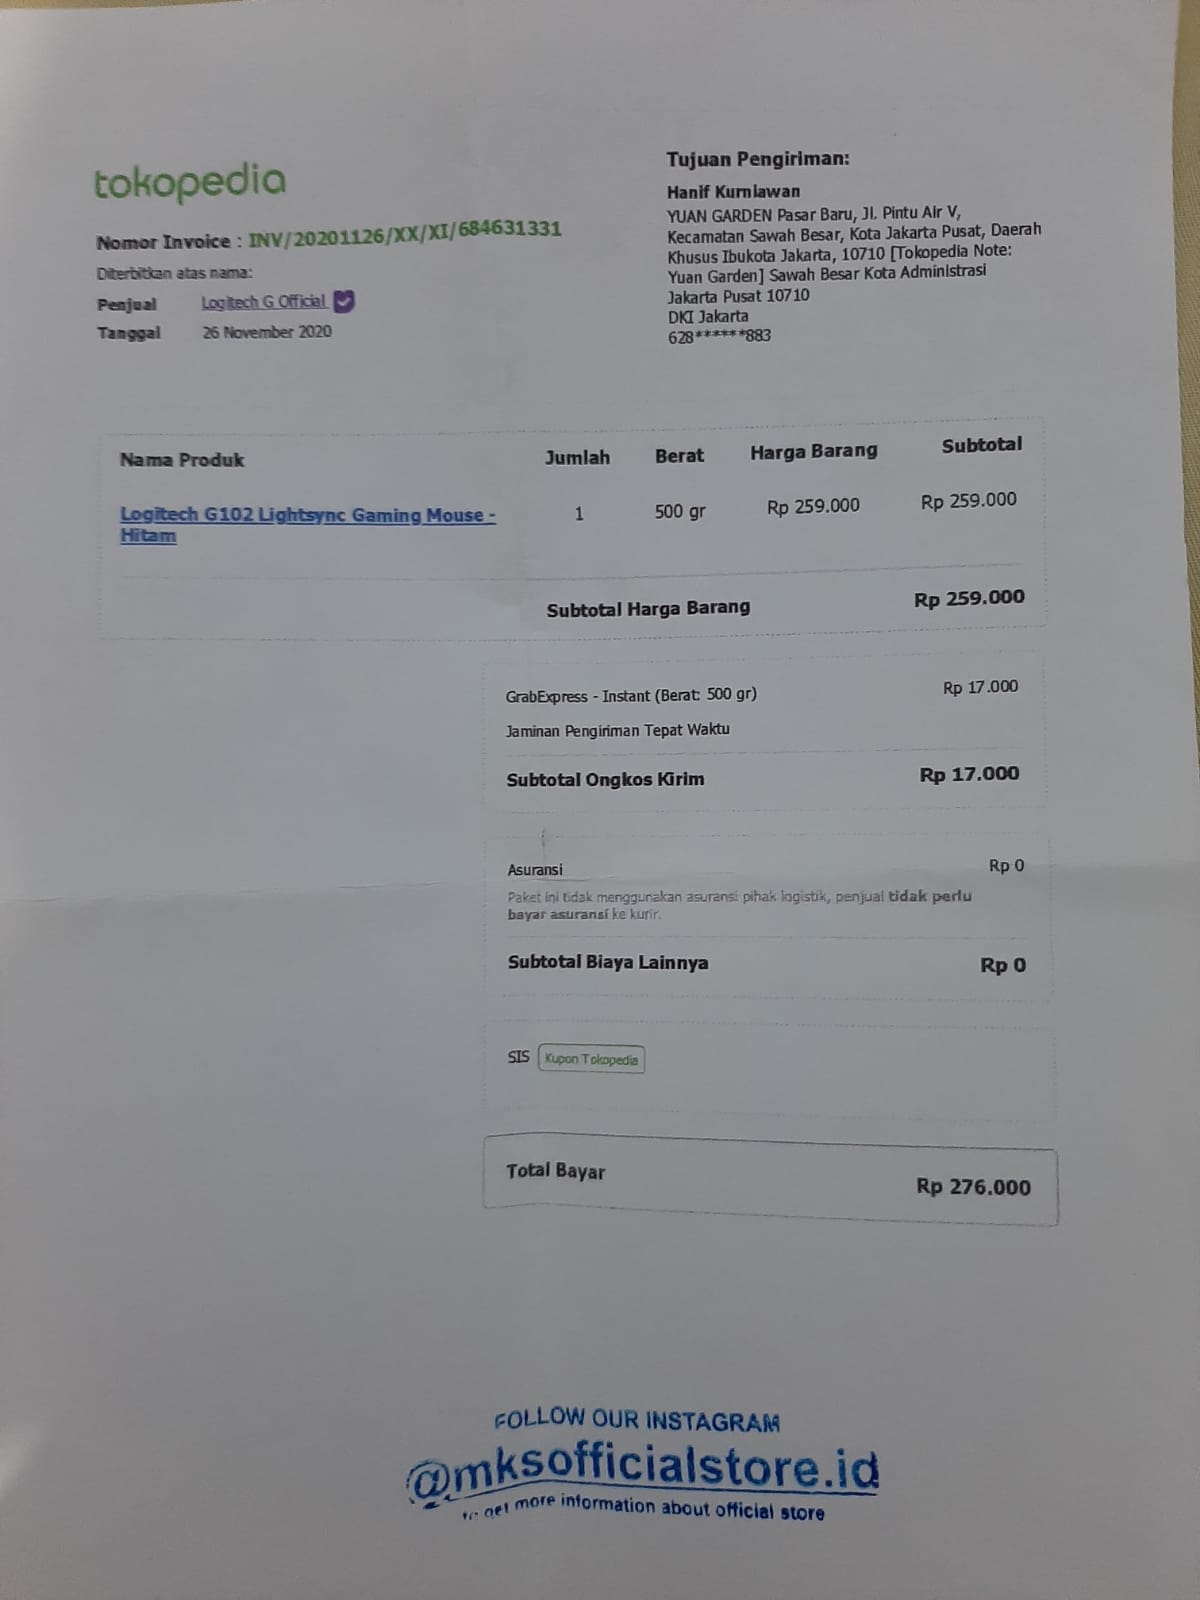 tokopedia
Nomor Invoice : INV/20201126/XX/XI/684631331
Diterbitkan atas nama:
Penjual Logitech G Official
Tanggal 26 November 2020
Tujuan Pengiriman:
Hanif Kurniawan
YUAN GARDEN Pasar Baru, Jl. Pintu Air V,
Kecamatan Sawah Besar, Kota Jakarta Pusat, Daerah
Khusus Ibukota Jakarta, 10710 [Tokopedia Note:
Yuan Garden] Sawah Besar Kota Administrasi
Jakarta Pusat 10710
DKI Jakarta
628******883
Nama Produk Jumlah Berat Harga Barang Subtotal
Logitech G102 Lightsync Gaming Mouse - 1 500 gr Rp 259.000 Rp 259.000
Hitam
Subtotal Harga Barang Rp 259.000
GrabExpress - Instant (Berat: 500 gr) Rp 17.000
Jaminan Pengiriman Tepat Waktu
Subtotal Ongkos Kirim Rp 17.000
Asuransi Rp 0
Paket ini tidak menggunakan asuransi pihak logistik, penjual tidak perlu
bayar asuransi ke kurir.
Subtotal Biaya Lainnya Rp 0
SIS Kupon Tokopedia
Total Bayar Rp 276.000
FOLLOW OUR INSTAGRAM
@mksofficialstore.id
to get more information about official store